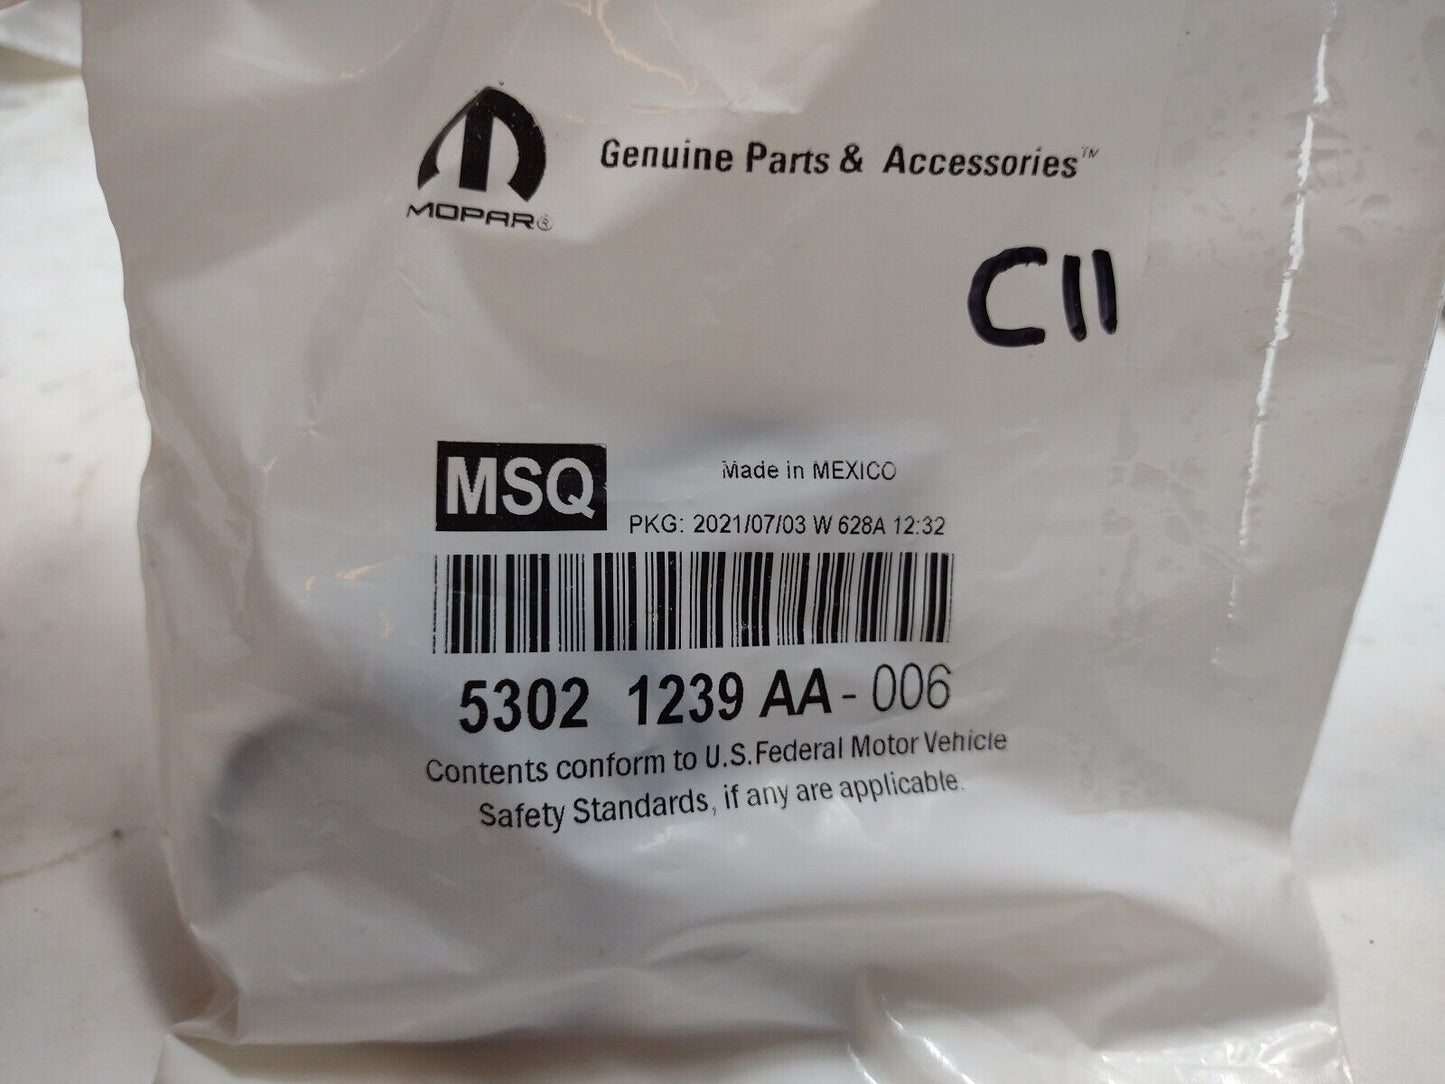 MOPAR®
Genuine Parts & Accessories™
C11
MSQ
Made in MEXICO
PKG: 2021/07/03 W 628A 12:32
5302 1239 AA - 006
Contents conform to U.S.Federal Motor Vehicle
Safety Standards, if any are applicable.